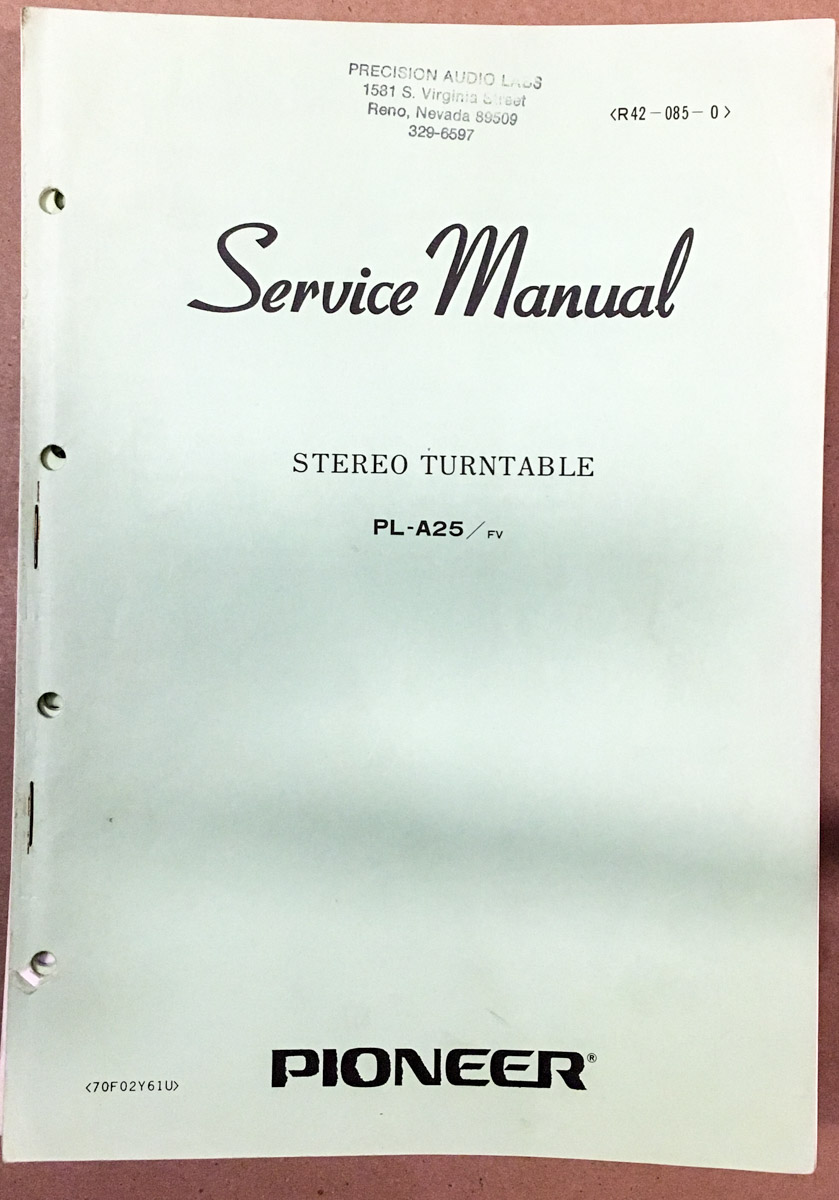 PRECISION AUDIO LABS
1581 S. Virginia Street
Reno, Nevada 89509
329-6597
<R42-085-0>
Service Manual
STEREO TURNTABLE
PL-A25/FV
PIONEER®
<70F02Y61U>